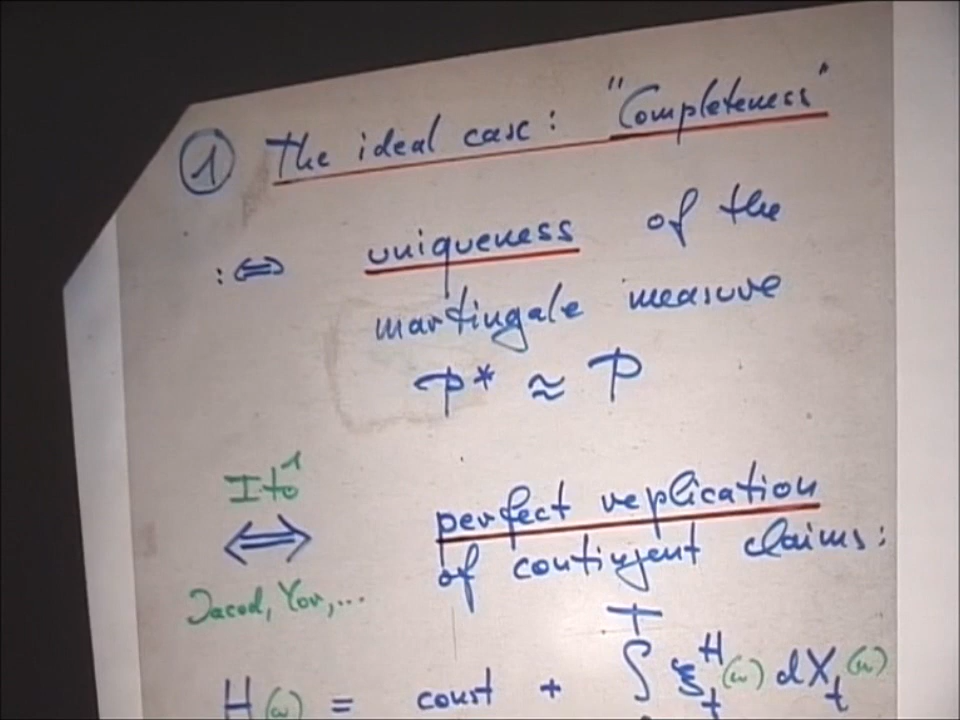 ① The ideal case: "Completeness"
:⇔ uniqueness of the
martingale measure
P* ≈ P
Itô
⇔ perfect replication
of contingent claims:
Jacod, Yor,...
H(ω) = const + ∫ ξ_t^H(ω) dX_t(ω)
T